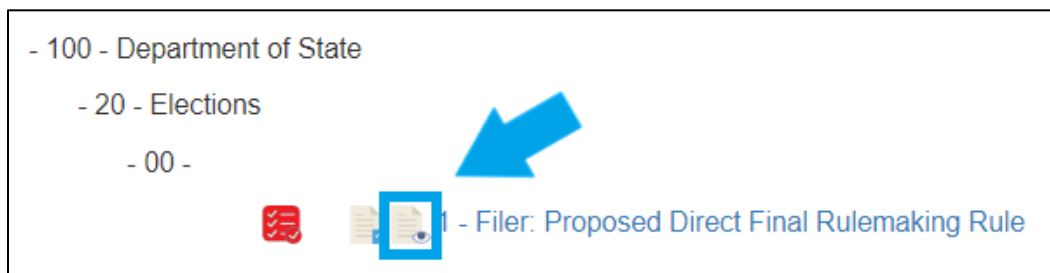 - 100 - Department of State
- 20 - Elections
- 00 -
1 - Filer: Proposed Direct Final Rulemaking Rule